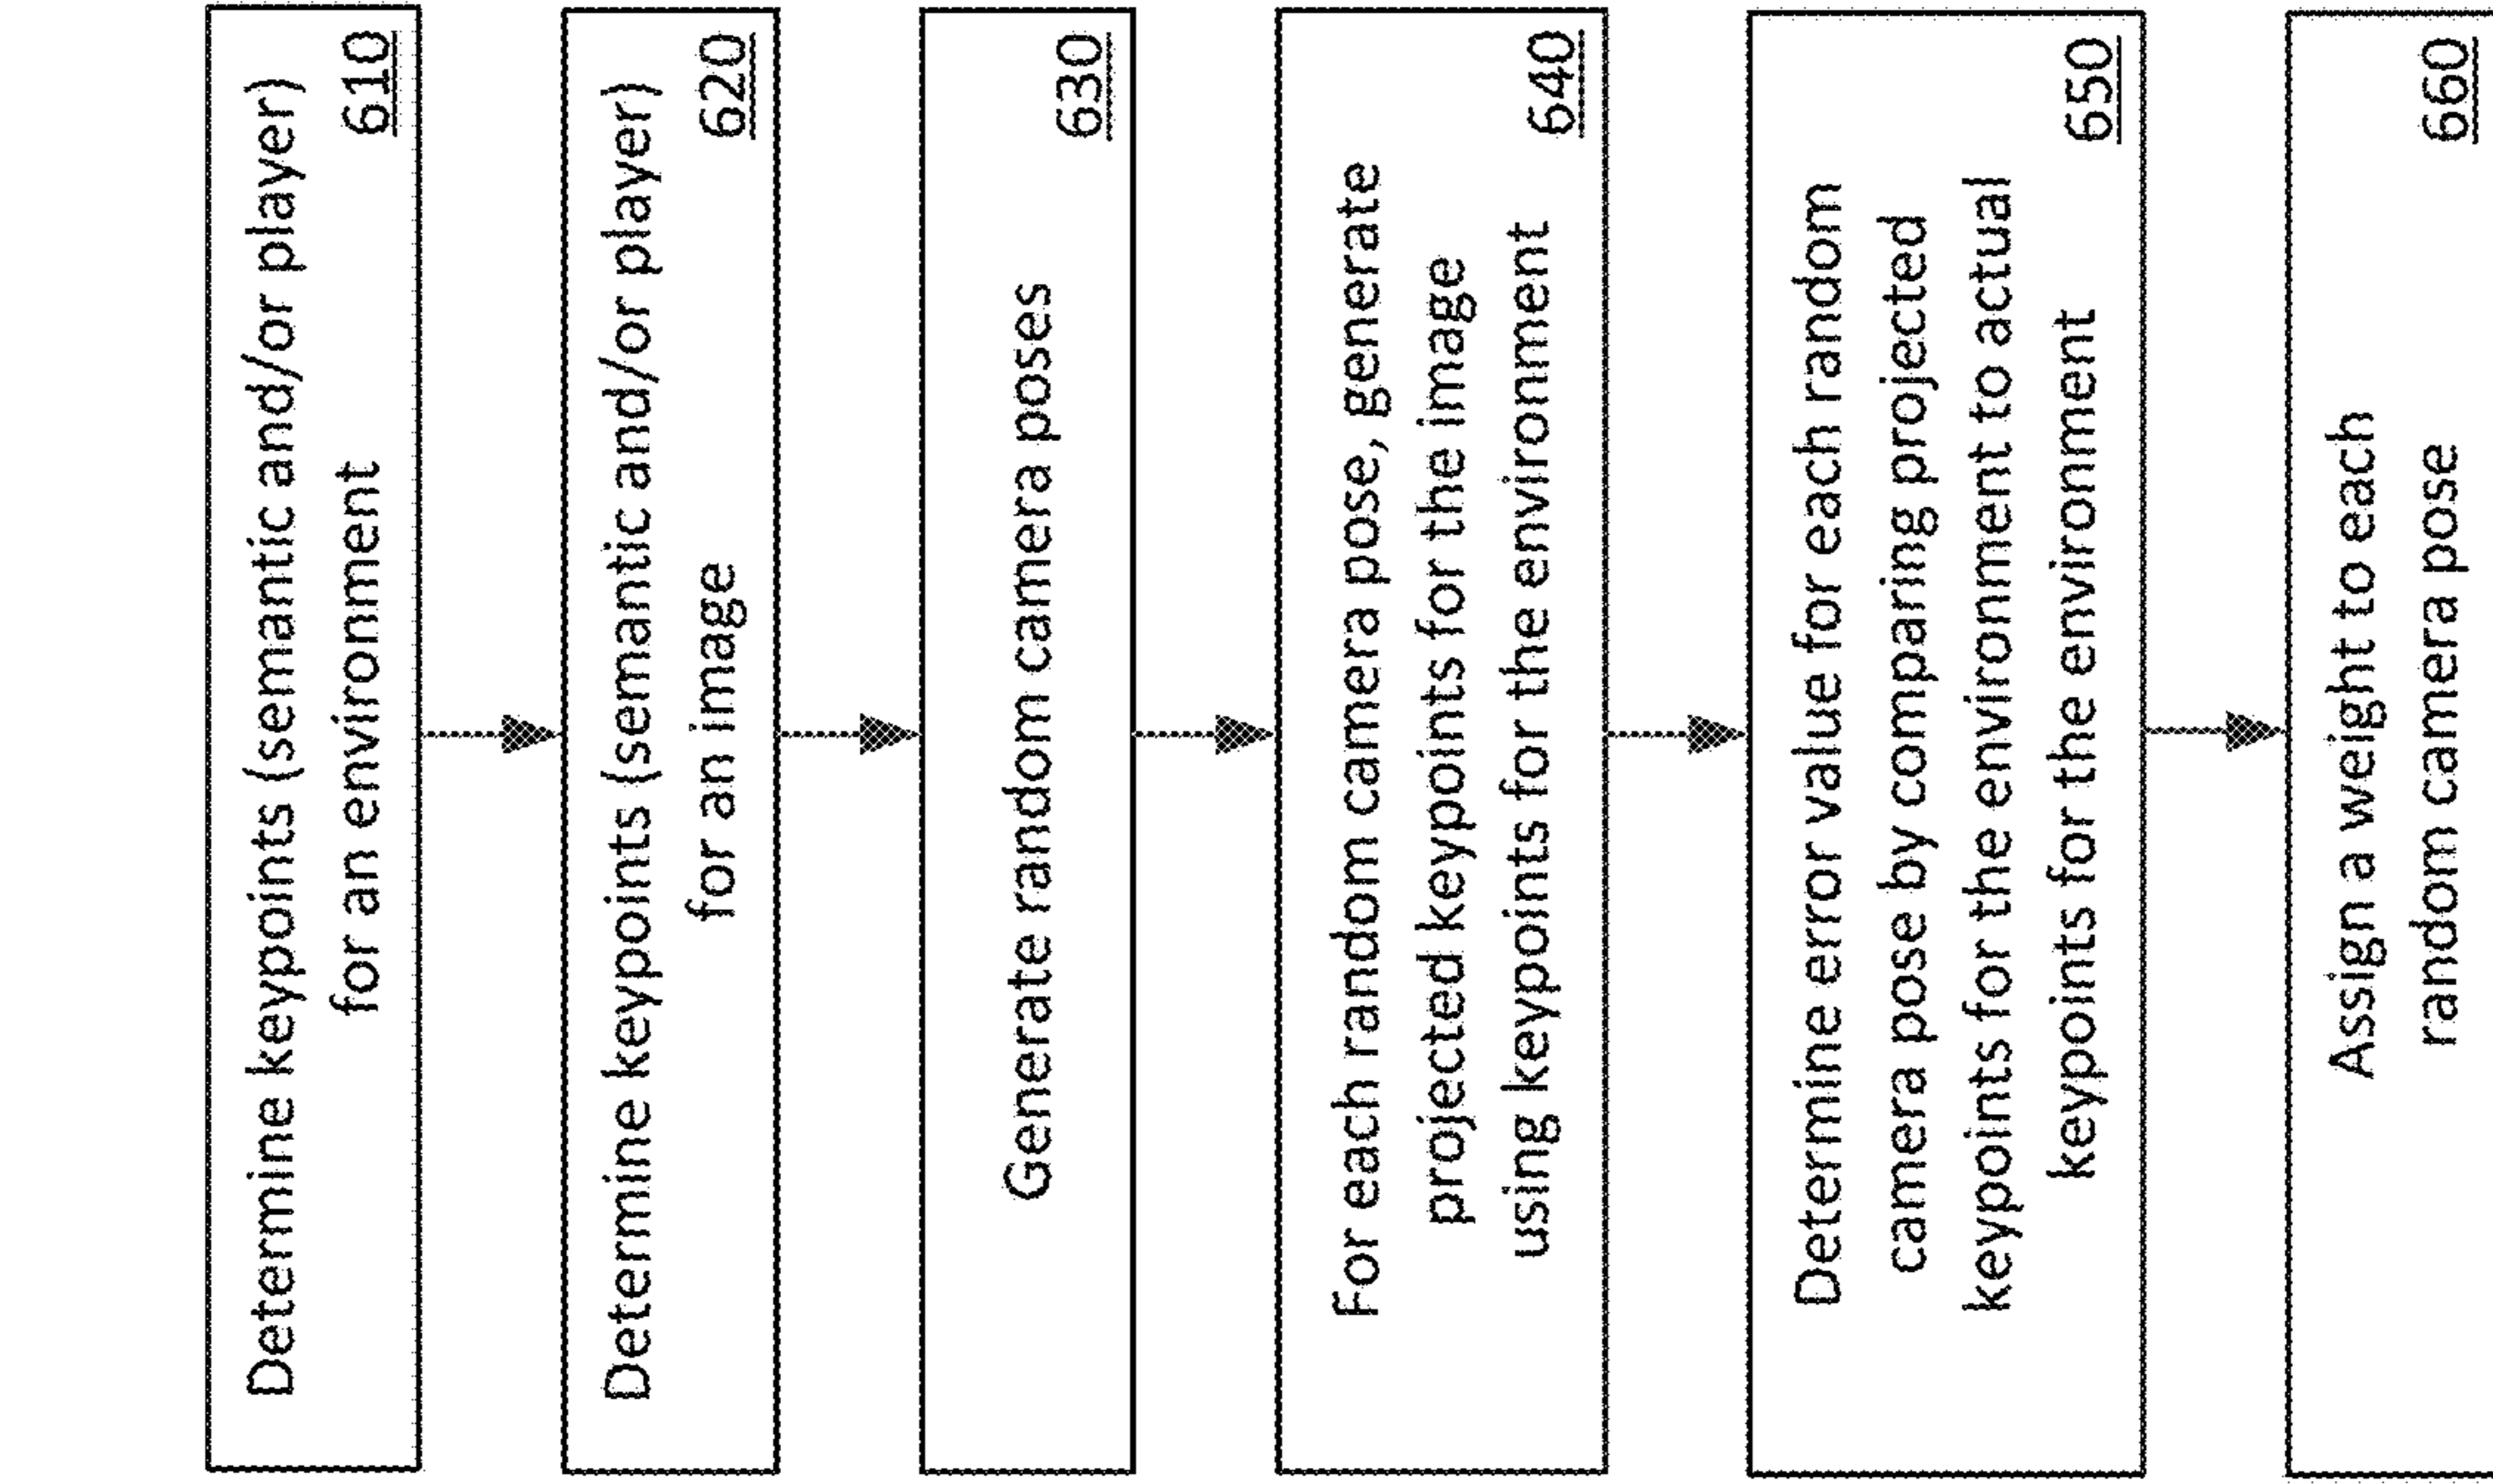 Determine keypoints (semantic and/or player)
for an environment
610
Determine keypoints (semantic and/or player)
for an image
620
Generate random camera poses
630
For each random camera pose, generate
projected keypoints for the image
using keypoints for the environment
640
Determine error value for each random
camera pose by comparing projected
keypoints for the environment to actual
keypoints for the environment
650
Assign a weight to each
random camera pose
660